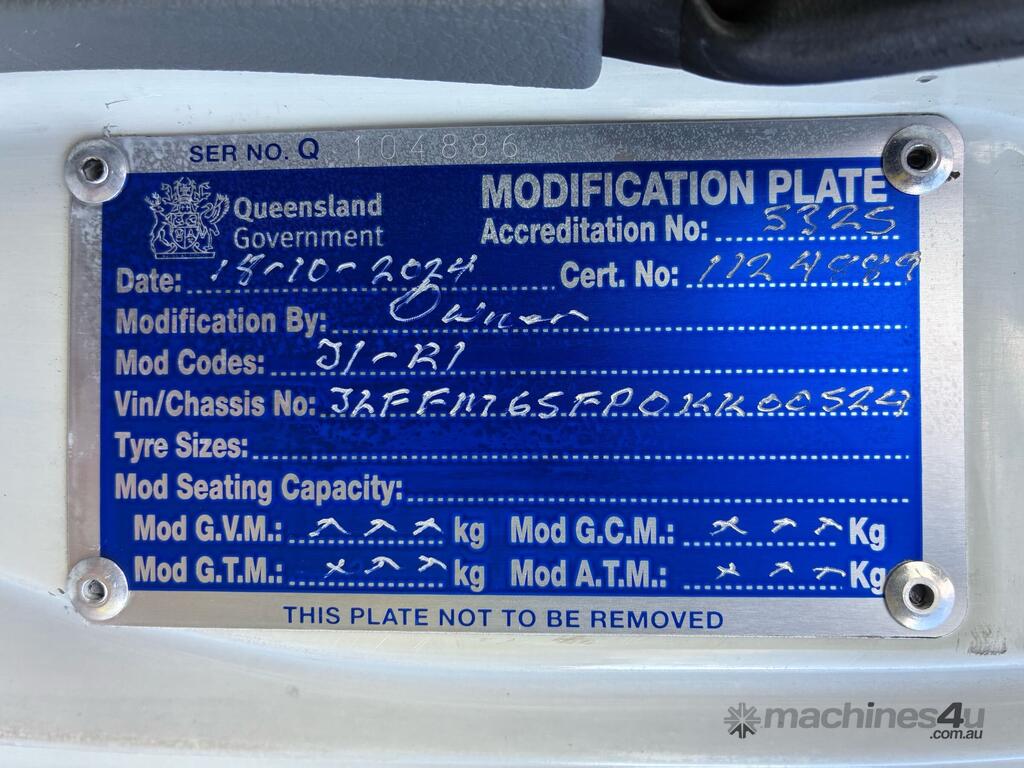 SER NO. Q 104886
Queensland Government
MODIFICATION PLATE
Accreditation No: 5325
Date: 18-10-2024 Cert. No: 1124889
Modification By: Owner
Mod Codes: J1-R1
Vin/Chassis No: JLFFM65FP0KK00524
Tyre Sizes:
Mod Seating Capacity:
Mod G.V.M.: kg Mod G.C.M.: Kg
Mod G.T.M.: kg Mod A.T.M.: Kg
THIS PLATE NOT TO BE REMOVED
machines4u
.com.au